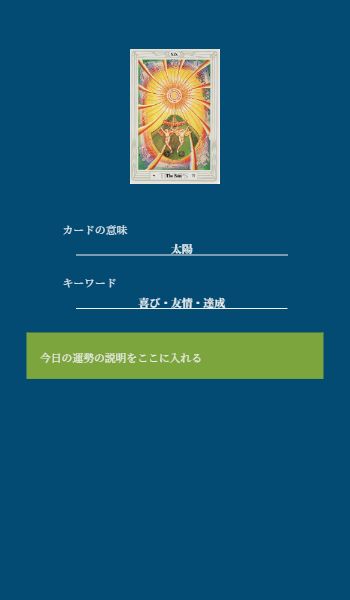 XIX
カードの意味
The Sun
太陽
キーワード
喜び・友情・達成
今日の運勢の説明をここに入れる